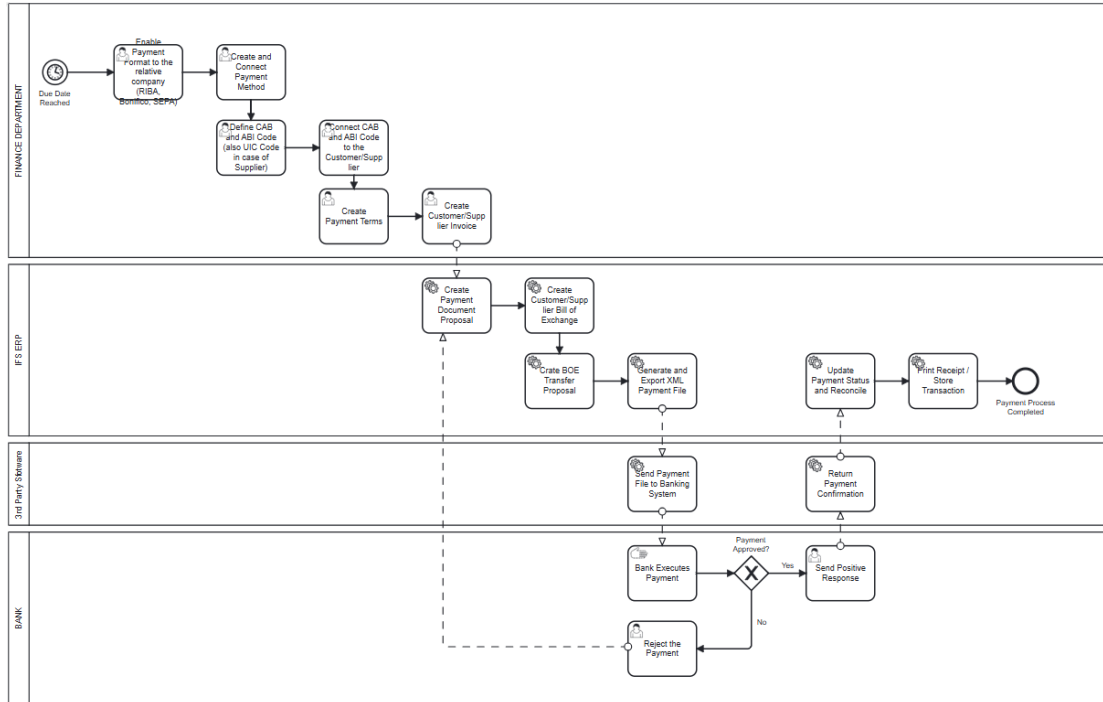 FINANCE DEPARTMENT
Due Date
Reached
Enable
Payment
Format to the
relative
company
(RIBA,
Bonifico, SEPA)
Create and
Connect
Payment
Method
Define CAB
and ABI Code
(also UIC Code
in case of
Supplier)
Connect CAB
and ABI Code
to the
Customer/Supp
lier
Create
Payment Terms
Create
Customer/Supp
lier Invoice
IFS ERP
Create
Payment
Document
Proposal
Create
Customer/Supp
lier Bill of
Exchange
Crate BOE
Transfer
Proposal
Generate and
Export XML
Payment File
Update
Payment Status
and Reconcile
Print Receipt /
Store
Transaction
Payment Process
Completed
3rd Party Sfotware
Send Payment
File to Banking
System
Return
Payment
Confirmation
BANK
Bank Executes
Payment
Payment
Approved?
Yes
No
Send Positive
Response
Reject the
Payment